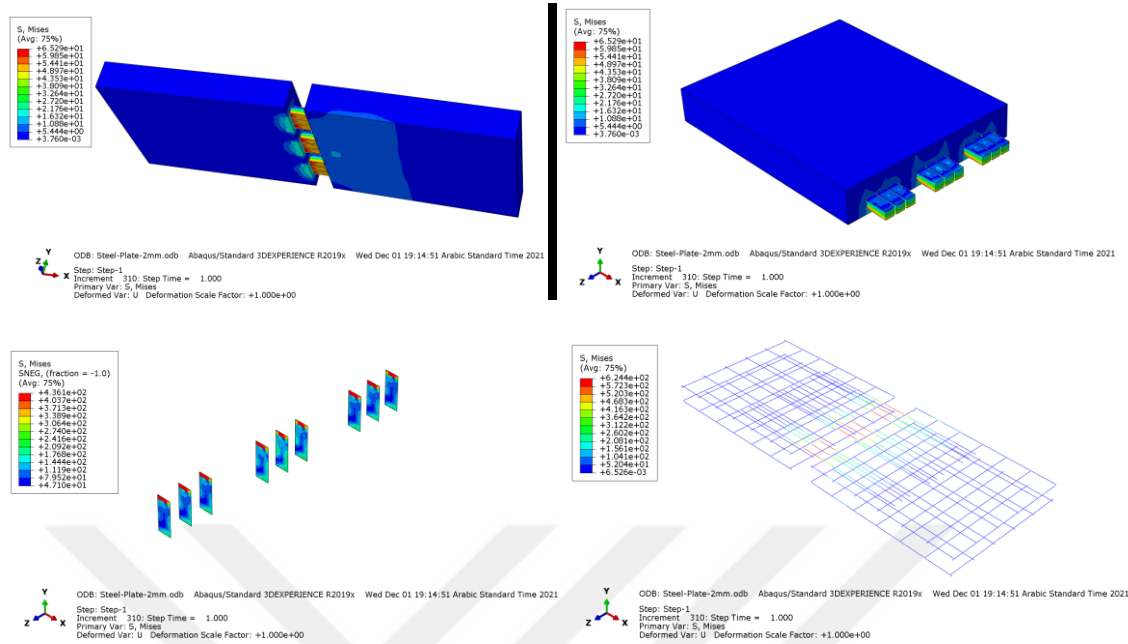 S, Mises
(Avg: 75%)
+6.529e+01
+5.985e+01
+5.441e+01
+4.897e+01
+4.353e+01
+3.809e+01
+3.264e+01
+2.720e+01
+2.176e+01
+1.632e+01
+1.088e+01
+5.444e+00
+3.760e-03
Y
Z
X
ODB: Steel-Plate-2mm.odb Abaqus/Standard 3DEXPERIENCE R2019x Wed Dec 01 19:14:51 Arabic Standard Time 2021
Step: Step-1
Increment 310: Step Time = 1.000
Primary Var: S, Mises
Deformed Var: U Deformation Scale Factor: +1.000e+00
S, Mises
(Avg: 75%)
+6.529e+01
+5.985e+01
+5.441e+01
+4.897e+01
+4.353e+01
+3.809e+01
+3.264e+01
+2.720e+01
+2.176e+01
+1.632e+01
+1.088e+01
+5.444e+00
+3.760e-03
Y
Z
X
ODB: Steel-Plate-2mm.odb Abaqus/Standard 3DEXPERIENCE R2019x Wed Dec 01 19:14:51 Arabic Standard Time 2021
Step: Step-1
Increment 310: Step Time = 1.000
Primary Var: S, Mises
Deformed Var: U Deformation Scale Factor: +1.000e+00
S, Mises
SNEG, (fraction = -1.0)
(Avg: 75%)
+4.361e+02
+4.037e+02
+3.713e+02
+3.389e+02
+3.064e+02
+2.740e+02
+2.416e+02
+2.092e+02
+1.768e+02
+1.444e+02
+1.119e+02
+7.952e+01
+4.710e+01
Y
Z
X
ODB: Steel-Plate-2mm.odb Abaqus/Standard 3DEXPERIENCE R2019x Wed Dec 01 19:14:51 Arabic Standard Time 2021
Step: Step-1
Increment 310: Step Time = 1.000
Primary Var: S, Mises
Deformed Var: U Deformation Scale Factor: +1.000e+00
S, Mises
(Avg: 75%)
+6.244e+02
+5.723e+02
+5.203e+02
+4.683e+02
+4.163e+02
+3.642e+02
+3.122e+02
+2.602e+02
+2.081e+02
+1.561e+02
+1.041e+02
+5.204e+01
+6.526e-03
Y
Z
X
ODB: Steel-Plate-2mm.odb Abaqus/Standard 3DEXPERIENCE R2019x Wed Dec 01 19:14:51 Arabic Standard Time 2021
Step: Step-1
Increment 310: Step Time = 1.000
Primary Var: S, Mises
Deformed Var: U Deformation Scale Factor: +1.000e+00